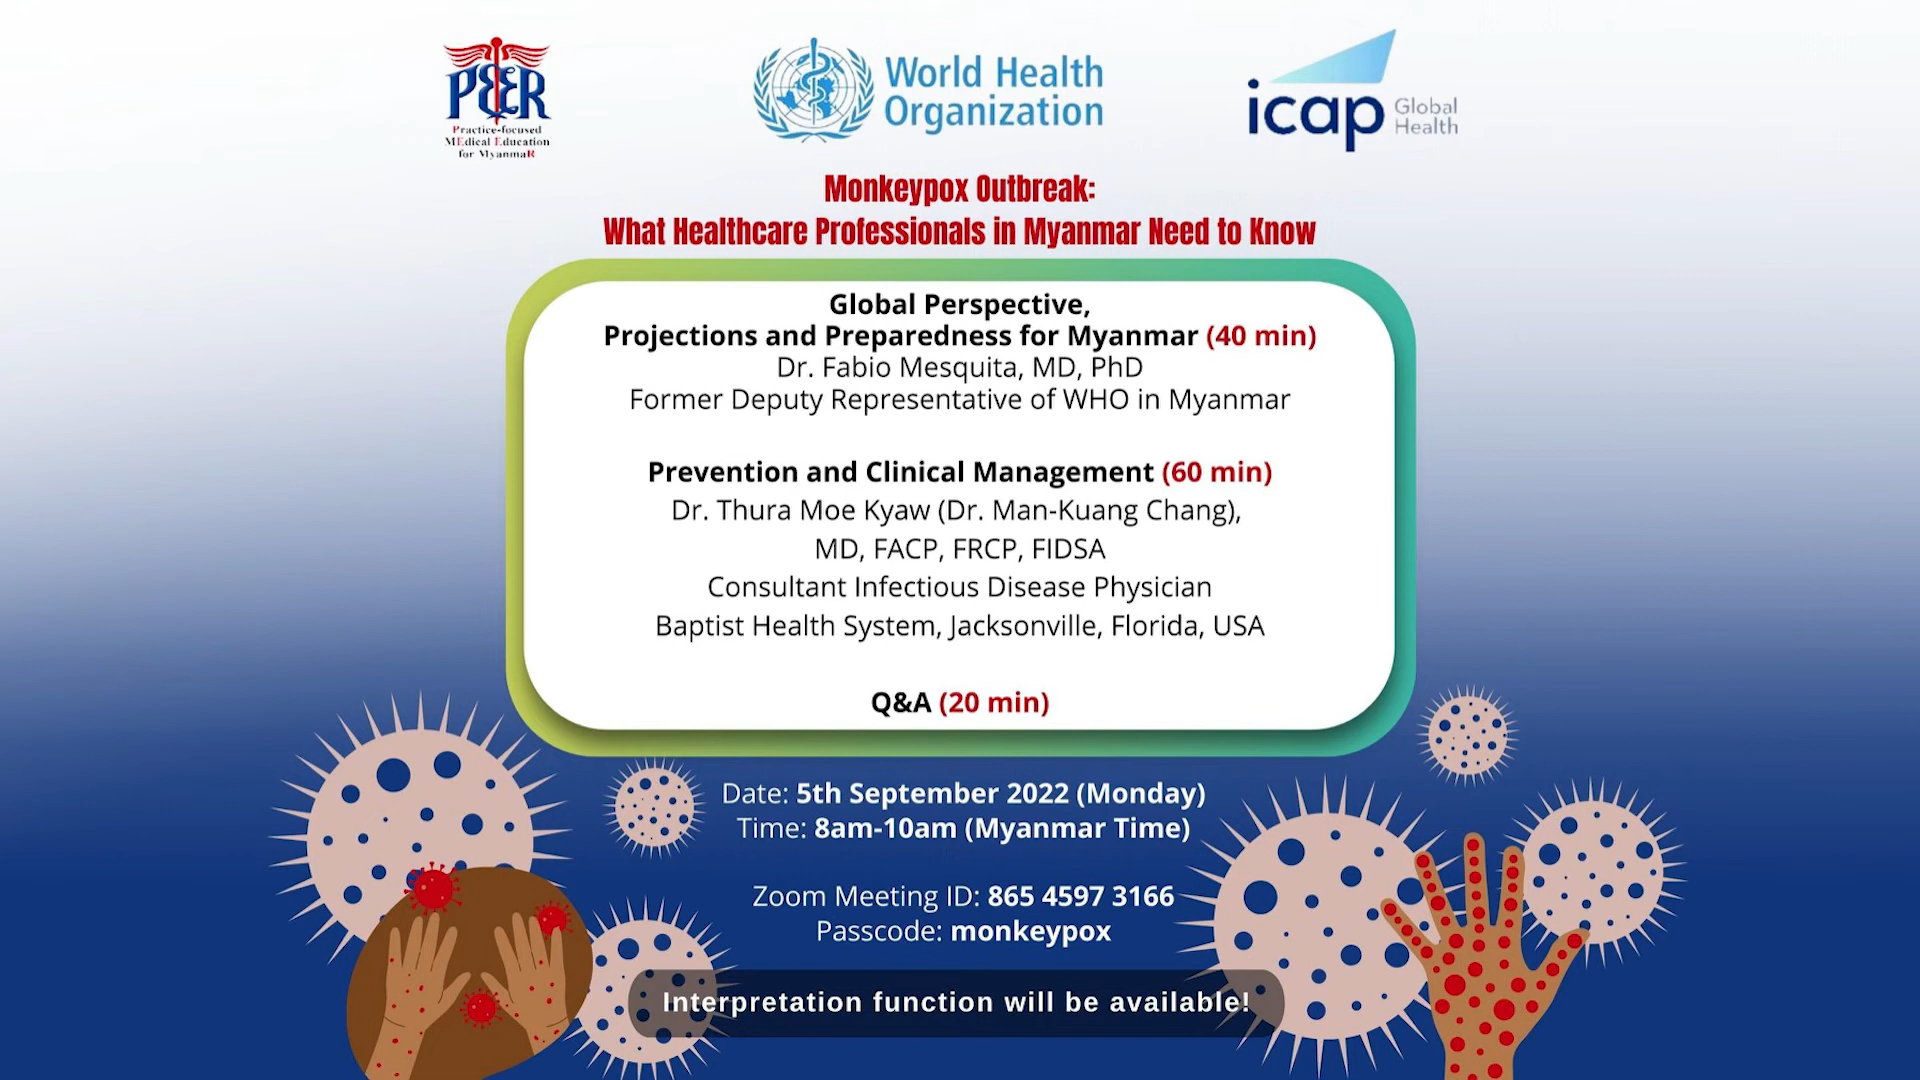 PEER
Practice-focused
MEdical Education
for MyanmaR
World Health
Organization
icap Global
Health
Monkeypox Outbreak:
What Healthcare Professionals in Myanmar Need to Know
Global Perspective,
Projections and Preparedness for Myanmar (40 min)
Dr. Fabio Mesquita, MD, PhD
Former Deputy Representative of WHO in Myanmar
Prevention and Clinical Management (60 min)
Dr. Thura Moe Kyaw (Dr. Man-Kuang Chang),
MD, FACP, FRCP, FIDSA
Consultant Infectious Disease Physician
Baptist Health System, Jacksonville, Florida, USA
Q&A (20 min)
Date: 5th September 2022 (Monday)
Time: 8am-10am (Myanmar Time)
Zoom Meeting ID: 865 4597 3166
Passcode: monkeypox
Interpretation function will be available!